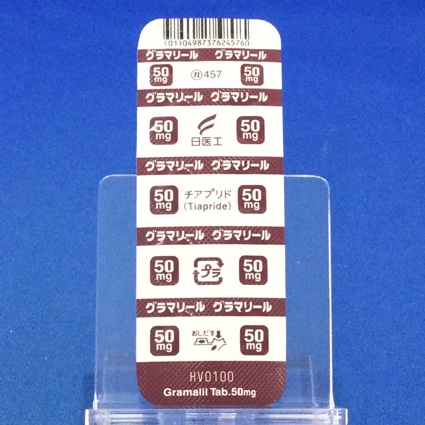 (01)04987376245760
グラマリール グラマリール
50 mg ⓝ457 50 mg
グラマリール グラマリール
50 mg 日医工 50 mg
グラマリール グラマリール
50 mg チアプリド 50 mg
(Tiapride)
グラマリール グラマリール
50 mg プラ 50 mg
グラマリール グラマリール
50 mg おしだす 50 mg
HV0100
Gramalil Tab.50mg